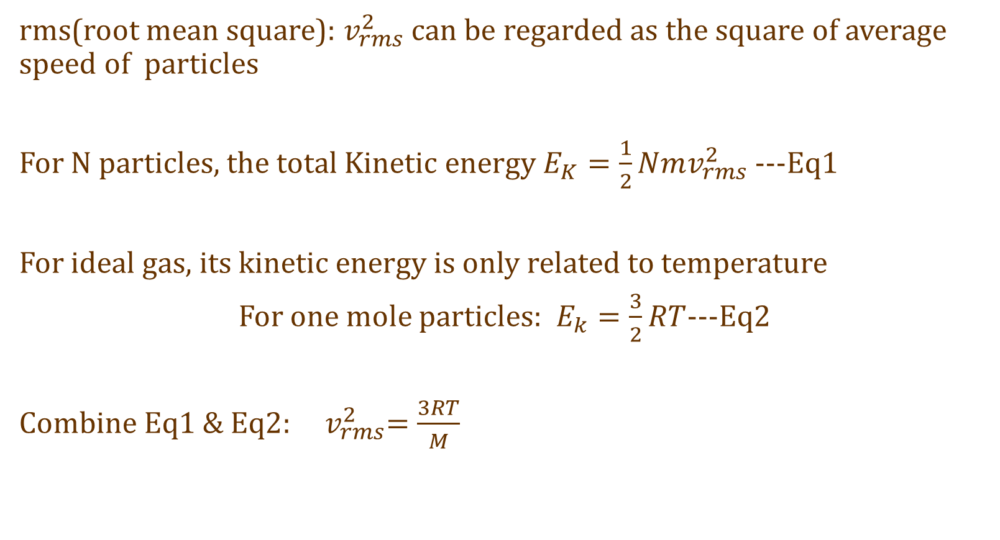 rms(root mean square): $v_{rms}^{2}$ can be regarded as the square of average
speed of  particles
For N particles, the total Kinetic energy $E_K = \frac{1}{2} Nmv_{rms}^{2}$ ---Eq1
For ideal gas, its kinetic energy is only related to temperature
For one mole particles:  $E_k = \frac{3}{2} RT$---Eq2
Combine Eq1 & Eq2:    $v_{rms}^{2} = \frac{3RT}{M}$